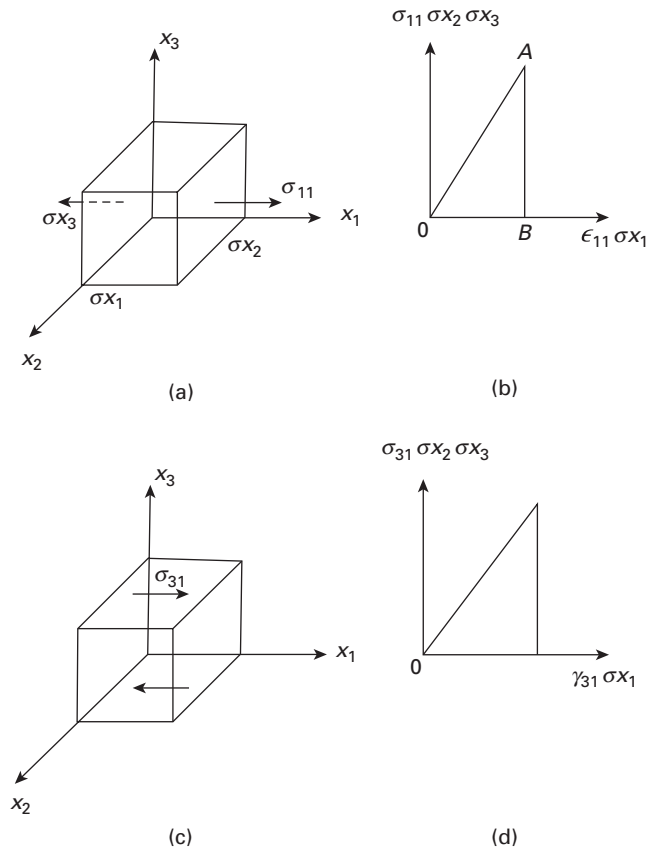 x3
σ11
σx3
x1
σx2
σx1
x2
(a)
σ11 σx2 σx3
A
0
B
ϵ11 σx1
(b)
x3
σ31
x1
x2
(c)
σ31 σx2 σx3
0
γ31 σx1
(d)